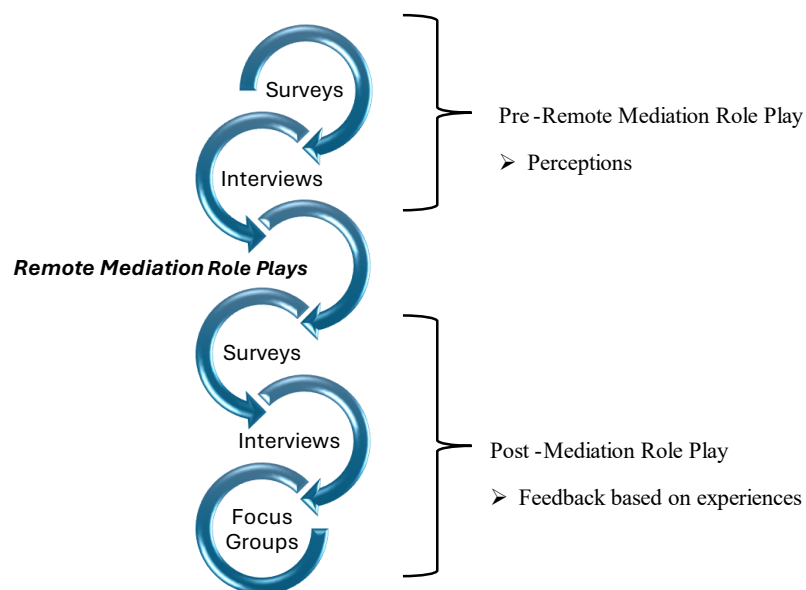 Surveys
Pre-Remote Mediation Role Play
➢ Perceptions
Interviews
Remote Mediation Role Plays
Surveys
Interviews
Post -Mediation Role Play
➢ Feedback based on experiences
Focus
Groups